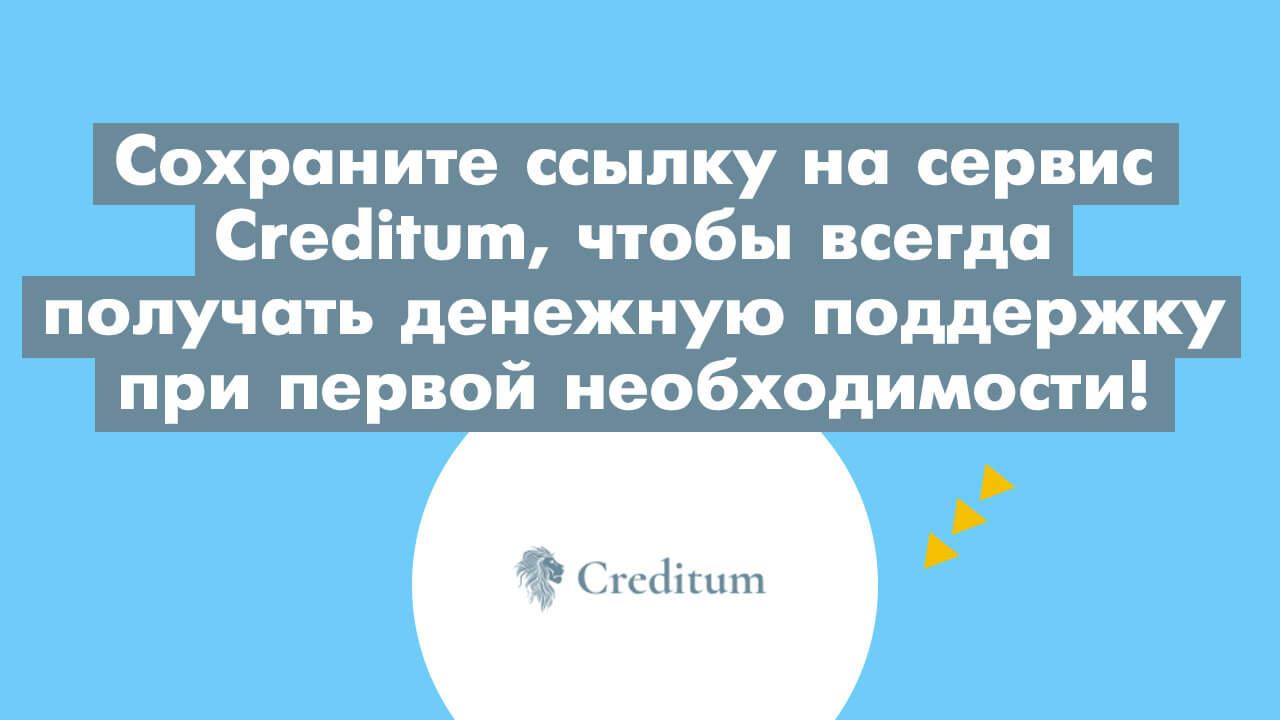 Сохраните ссылку на сервис
Creditum, чтобы всегда
получать денежную поддержку
при первой необходимости!
Creditum